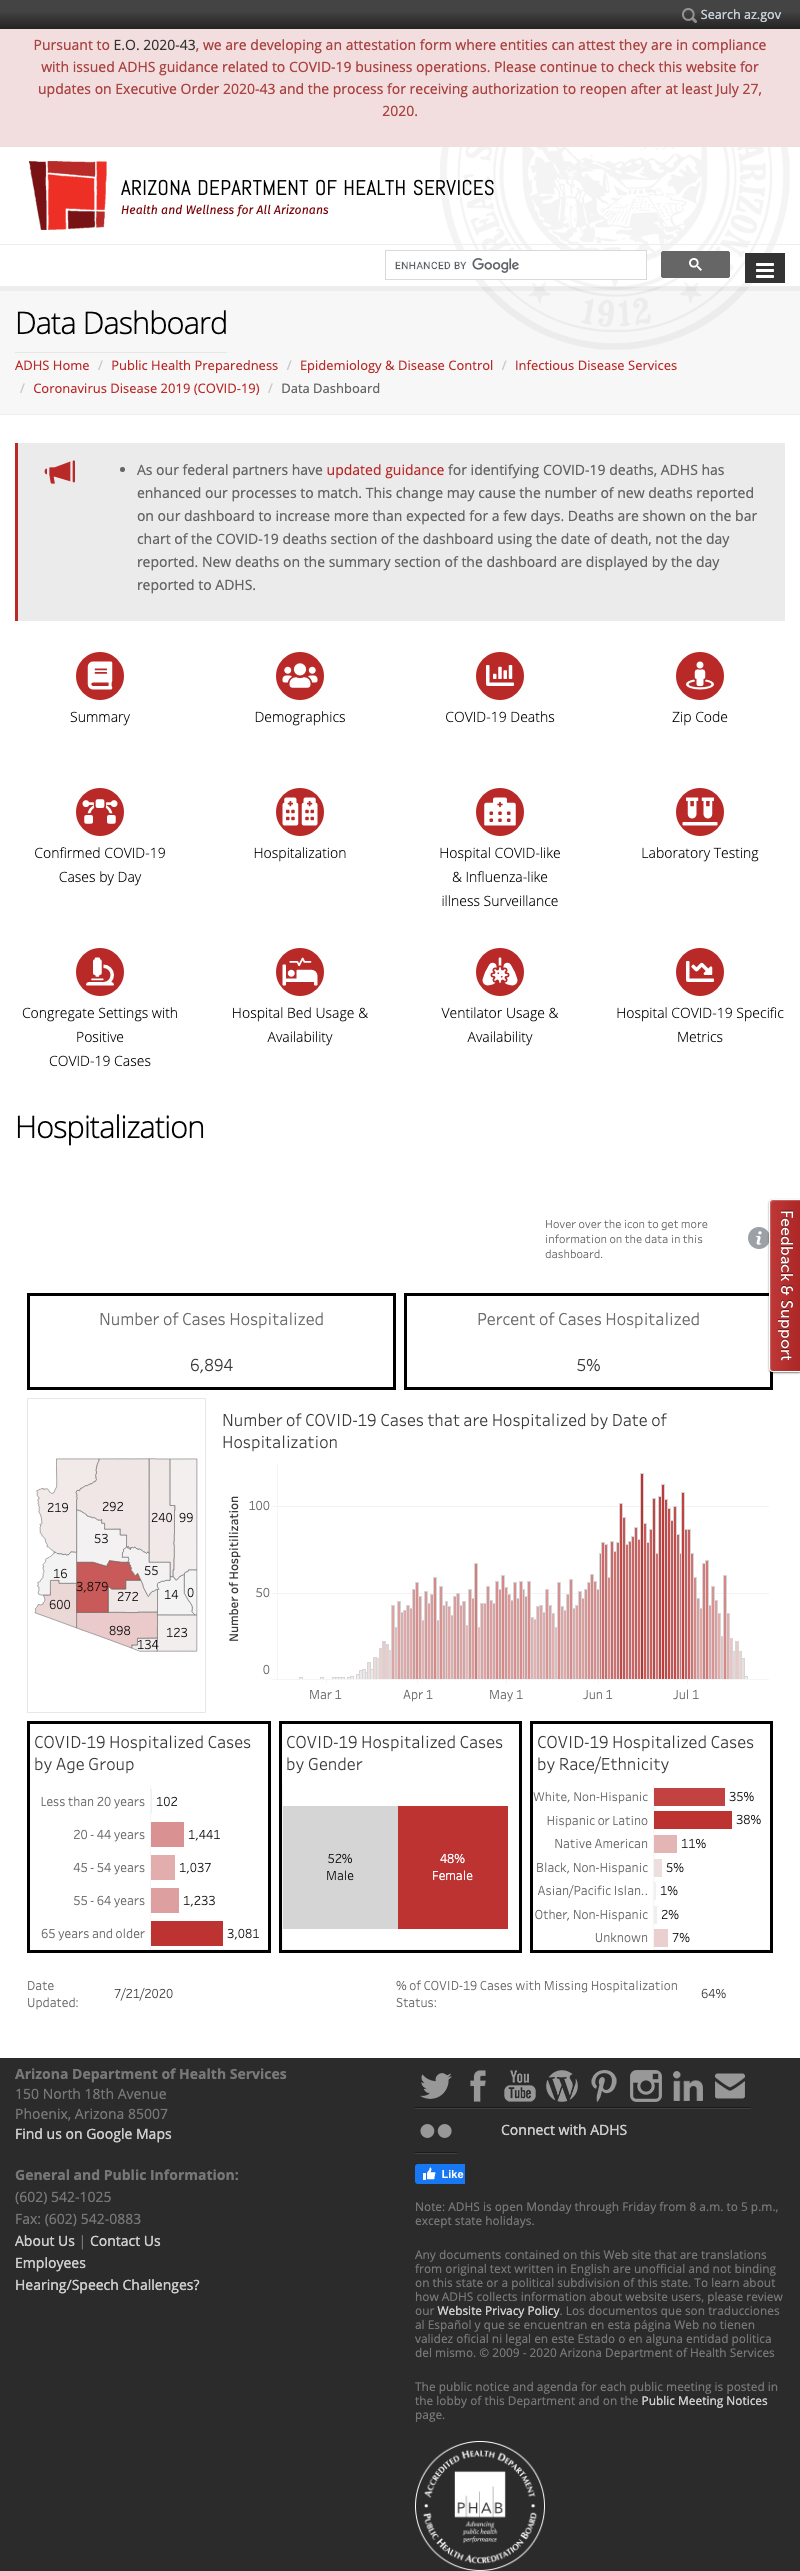 Search az.gov
Pursuant to E.O. 2020-43, we are developing an attestation form where entities can attest they are in compliance
with issued ADHS guidance related to COVID-19 business operations. Please continue to check this website for
updates on Executive Order 2020-43 and the process for receiving authorization to reopen after at least July 27,
2020.
ARIZONA DEPARTMENT OF HEALTH SERVICES
Health and Wellness for All Arizonans
ENHANCED BY Google
1912
Data Dashboard
ADHS Home / Public Health Preparedness / Epidemiology & Disease Control / Infectious Disease Services
/ Coronavirus Disease 2019 (COVID-19) / Data Dashboard
• As our federal partners have updated guidance for identifying COVID-19 deaths, ADHS has
enhanced our processes to match. This change may cause the number of new deaths reported
on our dashboard to increase more than expected for a few days. Deaths are shown on the bar
chart of the COVID-19 deaths section of the dashboard using the date of death, not the day
reported. New deaths on the summary section of the dashboard are displayed by the day
reported to ADHS.
Summary
Demographics
COVID-19 Deaths
Zip Code
Confirmed COVID-19
Cases by Day
Hospitalization
Hospital COVID-like
& Influenza-like
illness Surveillance
Laboratory Testing
Congregate Settings with
Positive
COVID-19 Cases
Hospital Bed Usage &
Availability
Ventilator Usage &
Availability
Hospital COVID-19 Specific
Metrics
Hospitalization
Hover over the icon to get more
information on the data in this
dashboard.
Feedback & Support
Number of Cases Hospitalized
6,894
Percent of Cases Hospitalized
5%
219
292
240
99
53
16
55
3,879
272
14
0
600
898
134
123
Number of COVID-19 Cases that are Hospitalized by Date of
Hospitalization
Number of Hospitilization
100
50
0
Mar 1
Apr 1
May 1
Jun 1
Jul 1
COVID-19 Hospitalized Cases
by Age Group
Less than 20 years 102
20 - 44 years 1,441
45 - 54 years 1,037
55 - 64 years 1,233
65 years and older 3,081
COVID-19 Hospitalized Cases
by Gender
52%
Male
48%
Female
COVID-19 Hospitalized Cases
by Race/Ethnicity
White, Non-Hispanic 35%
Hispanic or Latino 38%
Native American 11%
Black, Non-Hispanic 5%
Asian/Pacific Islan.. 1%
Other, Non-Hispanic 2%
Unknown 7%
Date
Updated:
7/21/2020
% of COVID-19 Cases with Missing Hospitalization
Status:
64%
Arizona Department of Health Services
150 North 18th Avenue
Phoenix, Arizona 85007
Find us on Google Maps
General and Public Information:
(602) 542-1025
Fax: (602) 542-0883
About Us | Contact Us
Employees
Hearing/Speech Challenges?
You
Tube
Connect with ADHS
Like
Note: ADHS is open Monday through Friday from 8 a.m. to 5 p.m.,
except state holidays.
Any documents contained on this Web site that are translations
from original text written in English are unofficial and not binding
on this state or a political subdivision of this state. To learn about
how ADHS collects information about website users, please review
our Website Privacy Policy. Los documentos que son traducciones
al Español y que se encuentran en esta página Web no tienen
validez oficial ni legal en este Estado o en alguna entidad politica
del mismo. © 2009 - 2020 Arizona Department of Health Services
The public notice and agenda for each public meeting is posted in
the lobby of this Department and on the Public Meeting Notices
page.
ACCREDITED HEALTH DEPARTMENT
PHAB
Advancing
public health
performance
PUBLIC HEALTH ACCREDITATION BOARD